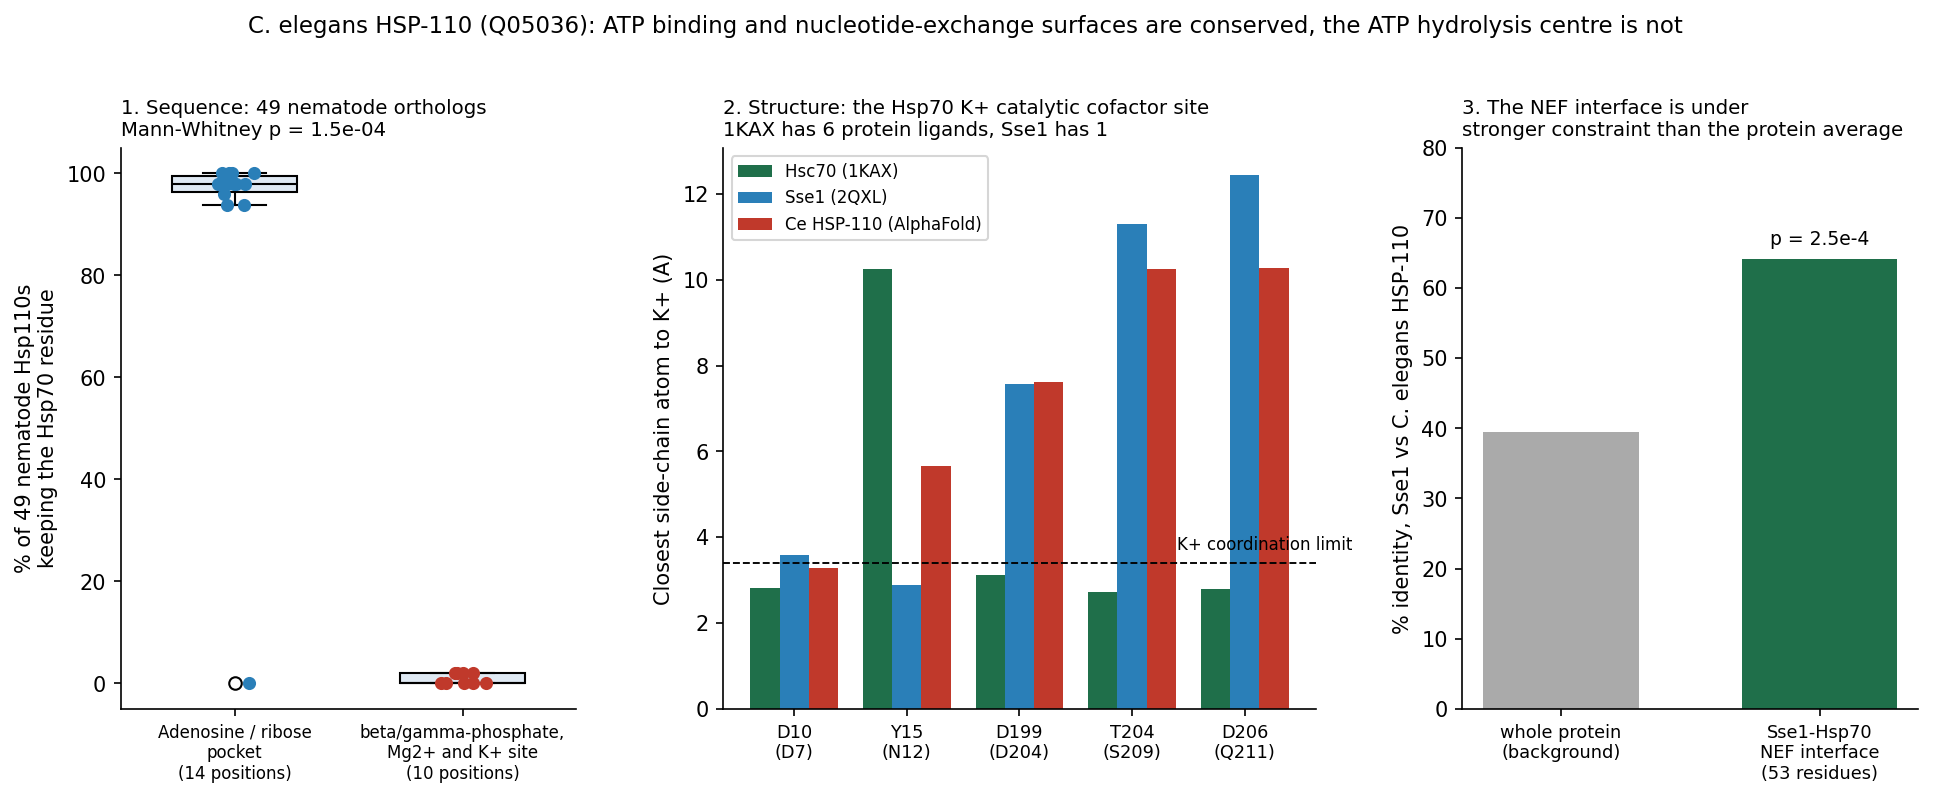 C. elegans HSP-110 (Q05036): ATP binding and nucleotide-exchange surfaces are conserved, the ATP hydrolysis centre is not
1. Sequence: 49 nematode orthologs
Mann-Whitney p = 1.5e-04
% of 49 nematode Hsp110s
keeping the Hsp70 residue
100
80
60
40
20
0
Adenosine / ribose
pocket
(14 positions)
beta/gamma-phosphate,
Mg2+ and K+ site
(10 positions)
2. Structure: the Hsp70 K+ catalytic cofactor site
1KAX has 6 protein ligands, Sse1 has 1
Closest side-chain atom to K+ (A)
12
10
8
6
4
2
0
Hsc70 (1KAX)
Sse1 (2QXL)
Ce HSP-110 (AlphaFold)
K+ coordination limit
D10
(D7)
Y15
(N12)
D199
(D204)
T204
(S209)
D206
(Q211)
3. The NEF interface is under
stronger constraint than the protein average
% identity, Sse1 vs C. elegans HSP-110
80
70
60
50
40
30
20
10
0
p = 2.5e-4
whole protein
(background)
Sse1-Hsp70
NEF interface
(53 residues)